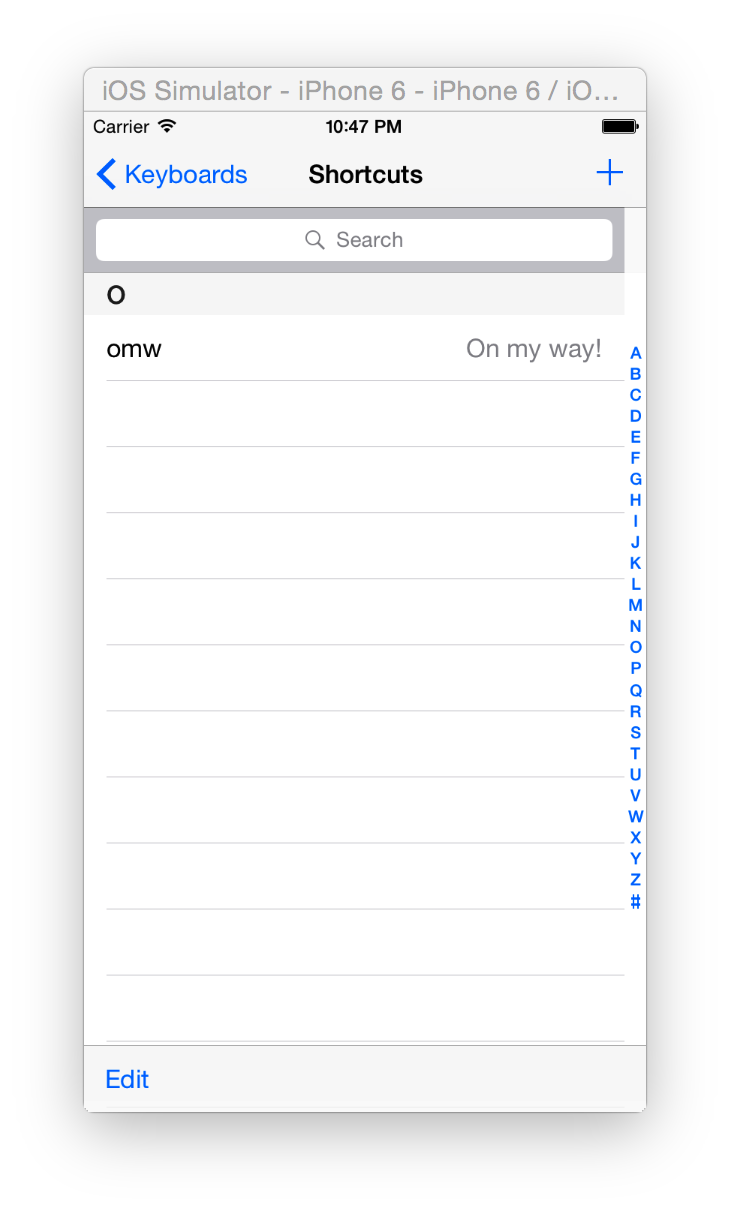 iOS Simulator - iPhone 6 - iPhone 6 / iO...
Carrier 10:47 PM
Keyboards Shortcuts +
Search
O
omw On my way!
A
B
C
D
E
F
G
H
I
J
K
L
M
N
O
P
Q
R
S
T
U
V
W
X
Y
Z
#
Edit